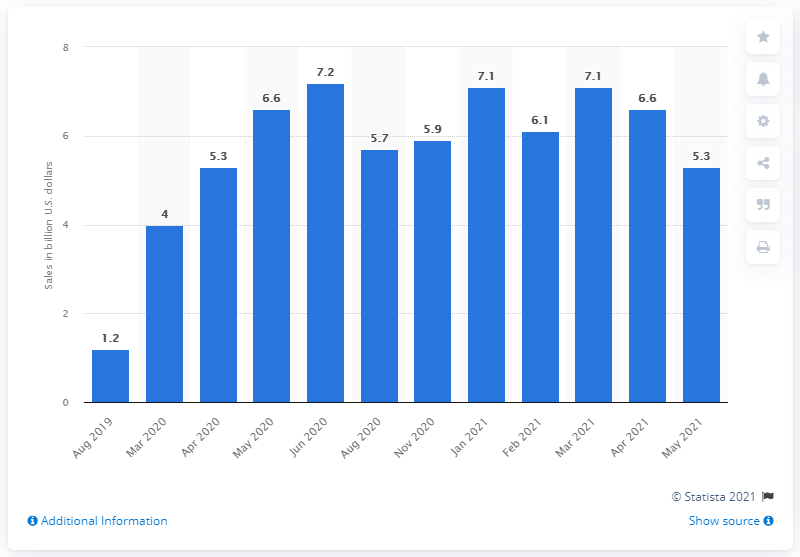 8
7.2
7.1
7.1
6.6
6.6
6.1
6
5.9
5.7
5.3
5.3
4
4
2
1.2
0
Sales in billion U.S. dollars
Aug 2019
Mar 2020
Apr 2020
May 2020
Jun 2020
Aug 2020
Nov 2020
Jan 2021
Feb 2021
Mar 2021
Apr 2021
May 2021
© Statista 2021
Additional Information
Show source